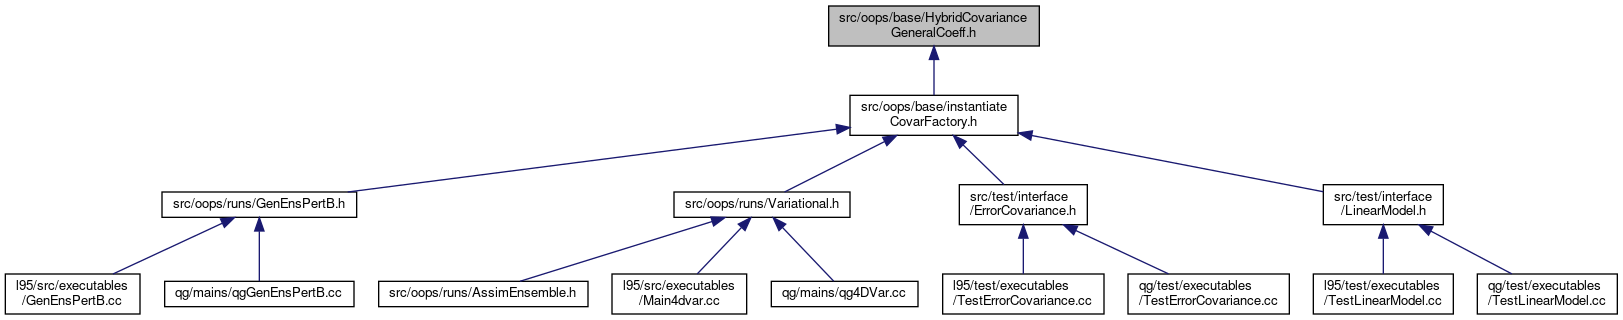 src/oops/base/HybridCovariance
GeneralCoeff.h
src/oops/base/instantiate
CovarFactory.h
src/oops/runs/GenEnsPertB.h
src/oops/runs/Variational.h
src/test/interface
/ErrorCovariance.h
src/test/interface
/LinearModel.h
l95/src/executables
/GenEnsPertB.cc
qg/mains/qgGenEnsPertB.cc
src/oops/runs/AssimEnsemble.h
l95/src/executables
/Main4dvar.cc
qg/mains/qg4DVar.cc
l95/test/executables
/TestErrorCovariance.cc
qg/test/executables
/TestErrorCovariance.cc
l95/test/executables
/TestLinearModel.cc
qg/test/executables
/TestLinearModel.cc